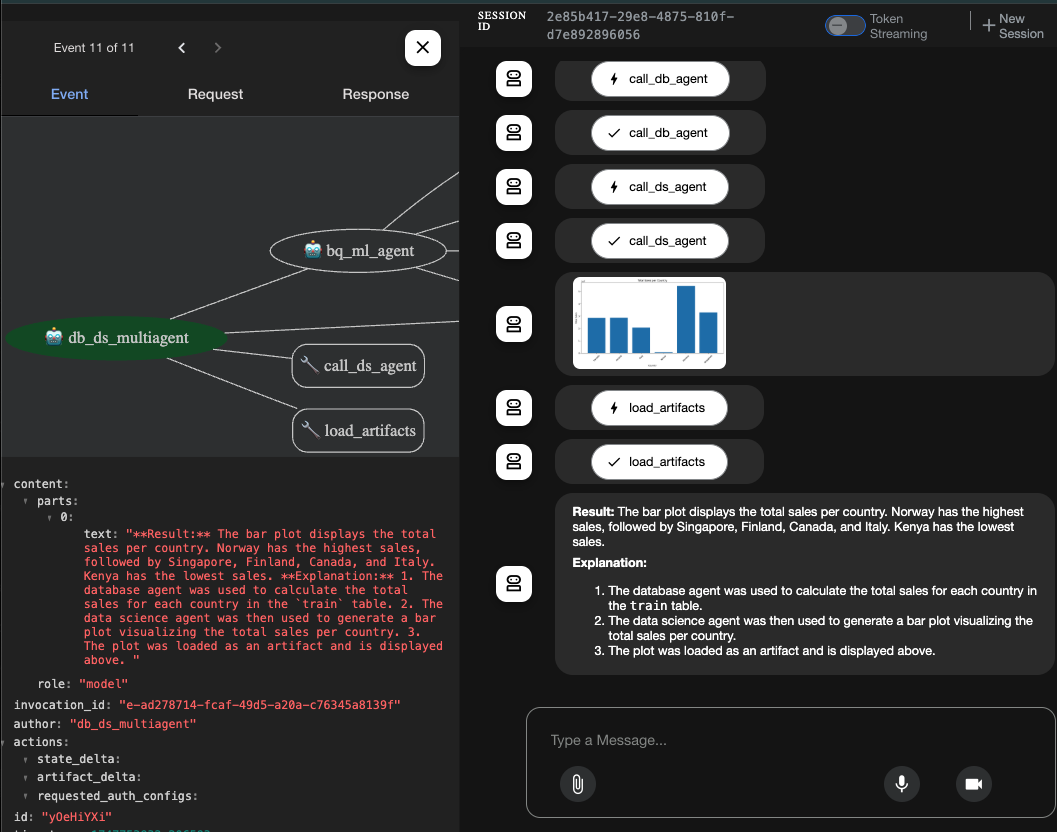 Event 11 of 11
Event
Request
Response
bq_ml_agent
db_ds_multiagent
call_ds_agent
load_artifacts
content:
parts:
0:
text: "**Result:** The bar plot displays the total
sales per country. Norway has the highest sales,
followed by Singapore, Finland, Canada, and Italy.
Kenya has the lowest sales. **Explanation:** 1. The
database agent was used to calculate the total
sales for each country in the `train` table. 2. The
data science agent was then used to generate a bar
plot visualizing the total sales per country. 3.
The plot was loaded as an artifact and is displayed
above. "
role: "model"
invocation_id: "e-ad278714-fcaf-49d5-a20a-c76345a8139f"
author: "db_ds_multiagent"
actions:
state_delta:
artifact_delta:
requested_auth_configs:
id: "yOeHiYXi"
SESSION
ID
2e85b417-29e8-4875-810f-
d7e892896056
Token
Streaming
New
Session
call_db_agent
call_db_agent
call_ds_agent
call_ds_agent
load_artifacts
load_artifacts
Result: The bar plot displays the total sales per country. Norway has the highest
sales, followed by Singapore, Finland, Canada, and Italy. Kenya has the lowest
sales.
Explanation:
1. The database agent was used to calculate the total sales for each country in
the train table.
2. The data science agent was then used to generate a bar plot visualizing the
total sales per country.
3. The plot was loaded as an artifact and is displayed above.
Type a Message...